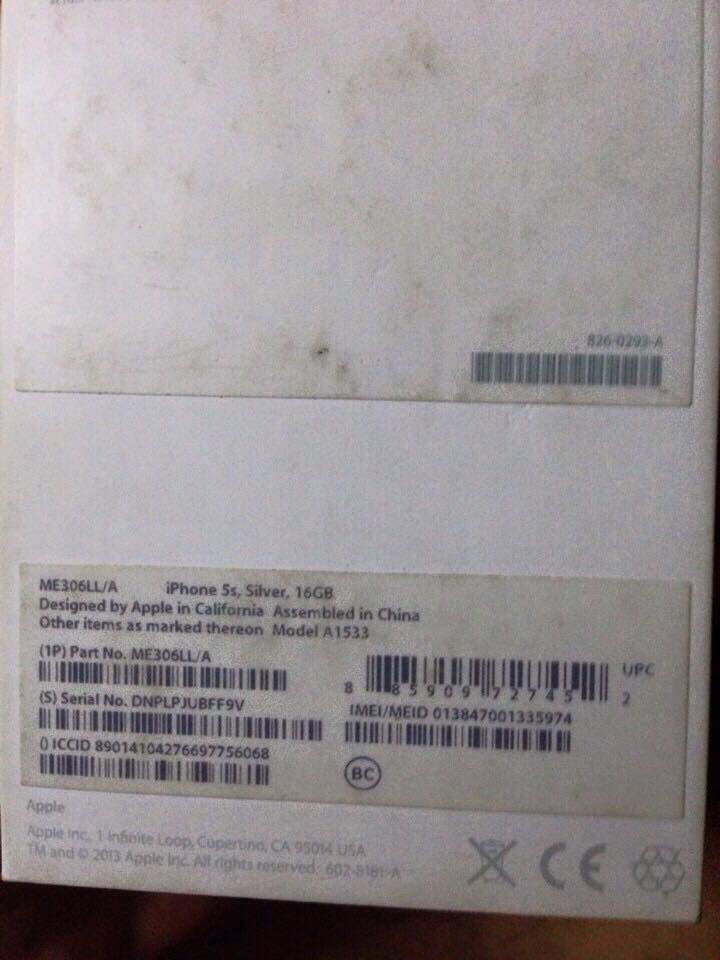 826-0293-A
ME306LL/A iPhone 5s, Silver, 16GB
Designed by Apple in California Assembled in China
Other items as marked thereon Model A1533
(1P) Part No. ME306LL/A
(S) Serial No. DNPLPJUBFF9V
() ICCID 89014104276697756068
UPC
8 85909 72745 2
IMEI/MEID 013847001335974
BC
Apple
Apple Inc. 1 Infinite Loop, Cupertino, CA 95014 USA
TM and © 2013 Apple Inc. All rights reserved. 602-8181-A
CE